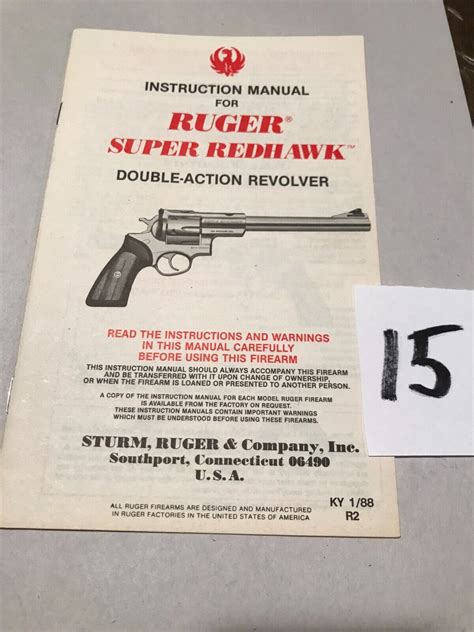 INSTRUCTION MANUAL
FOR
RUGER®
SUPER REDHAWK™
DOUBLE-ACTION REVOLVER
READ THE INSTRUCTIONS AND WARNINGS
IN THIS MANUAL CAREFULLY
BEFORE USING THIS FIREARM
THIS INSTRUCTION MANUAL SHOULD ALWAYS ACCOMPANY THIS FIREARM
AND BE TRANSFERRED WITH IT UPON CHANGE OF OWNERSHIP,
OR WHEN THE FIREARM IS LOANED OR PRESENTED TO ANOTHER PERSON.
A COPY OF THE INSTRUCTION MANUAL FOR EACH MODEL RUGER FIREARM
IS AVAILABLE FROM THE FACTORY ON REQUEST.
THESE INSTRUCTION MANUALS CONTAIN IMPORTANT WARNINGS
WHICH MUST BE UNDERSTOOD BEFORE USING THESE FIREARMS.
STURM, RUGER & Company, Inc.
Southport, Connecticut 06490
U.S.A.
KY 1/88
R2
ALL RUGER FIREARMS ARE DESIGNED AND MANUFACTURED
IN RUGER FACTORIES IN THE UNITED STATES OF AMERICA
15